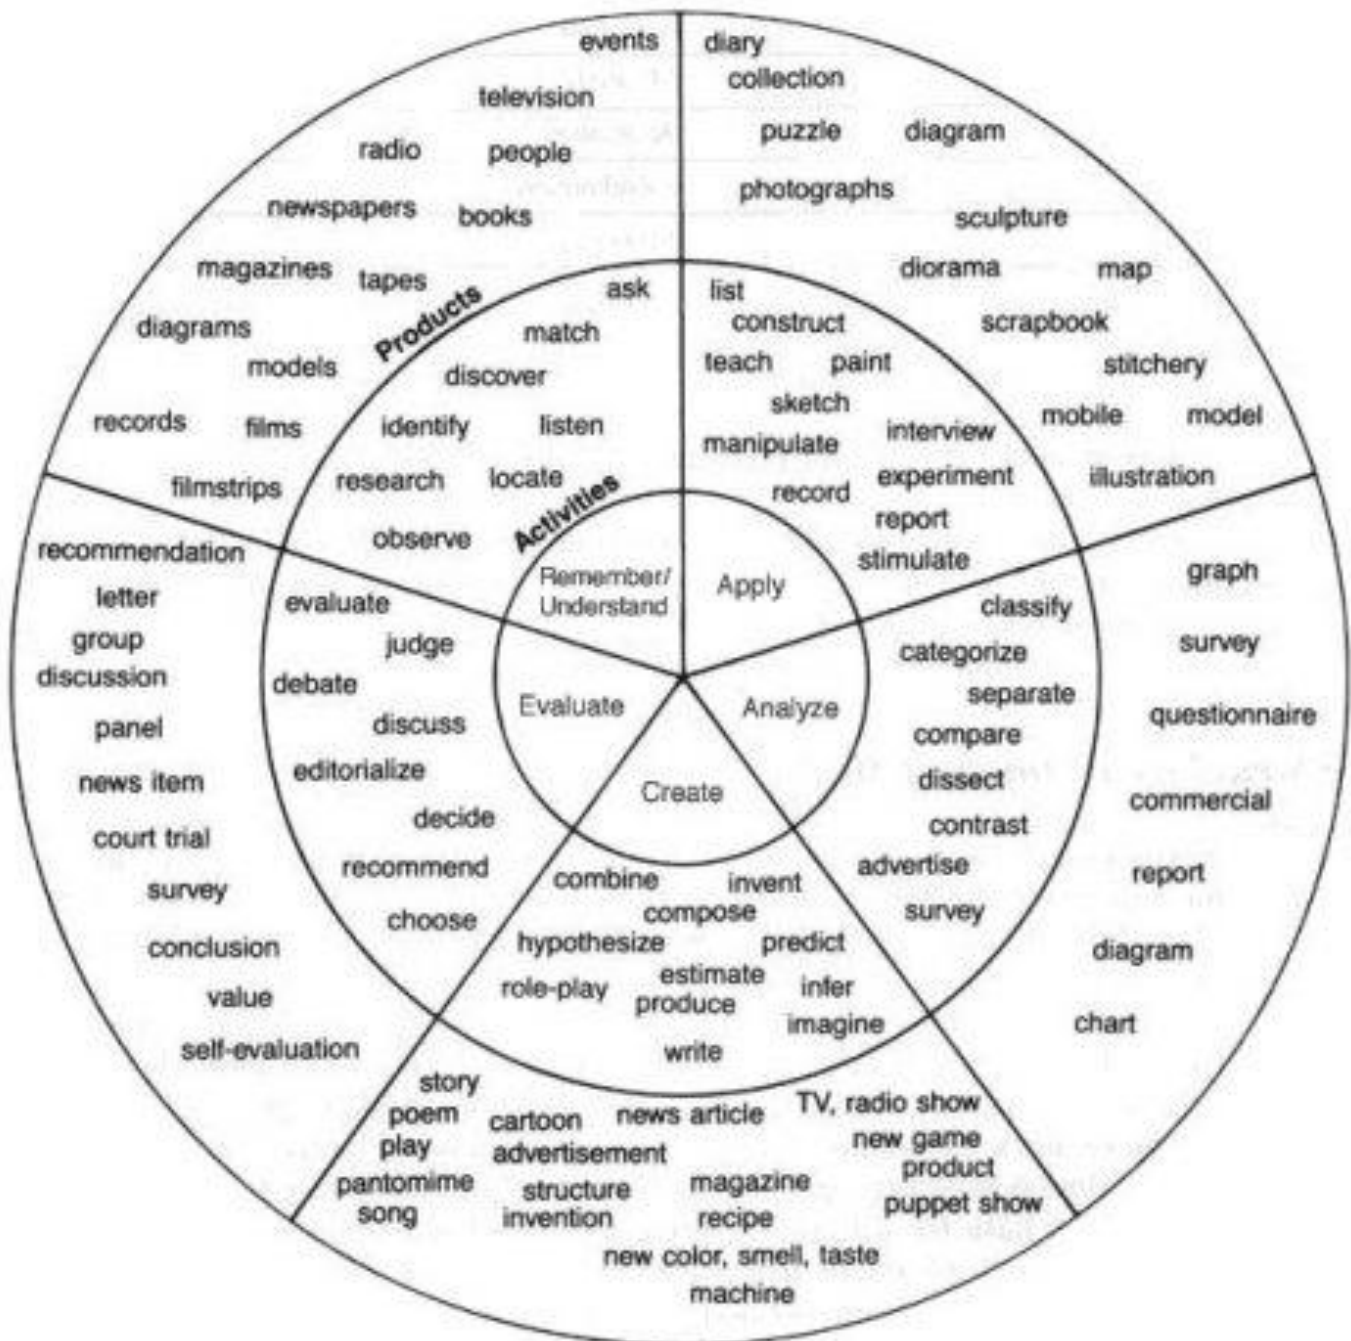 events
television
radio people
newspapers books
magazines tapes
diagrams
models
records films
filmstrips
diary
collection
puzzle diagram
photographs
sculpture
diorama map
scrapbook
stitchery
mobile model
illustration
Products
ask
match
discover
identify listen
research locate
observe
list
construct
teach paint
sketch
manipulate interview
record experiment
report
stimulate
Activities
Remember/
Understand
Apply
Evaluate
Analyze
Create
recommendation
letter
group
discussion
panel
news item
court trial
survey
conclusion
value
self-evaluation
evaluate
judge
debate
discuss
editorialize
decide
recommend
choose
classify
categorize
separate
compare
dissect
contrast
advertise
survey
graph
survey
questionnaire
commercial
report
diagram
chart
combine invent
compose
hypothesize predict
estimate
role-play infer
produce
imagine
write
story
poem
play
pantomime
song
cartoon
advertisement
structure
invention
news article
magazine
recipe
TV, radio show
new game
product
puppet show
new color, smell, taste
machine